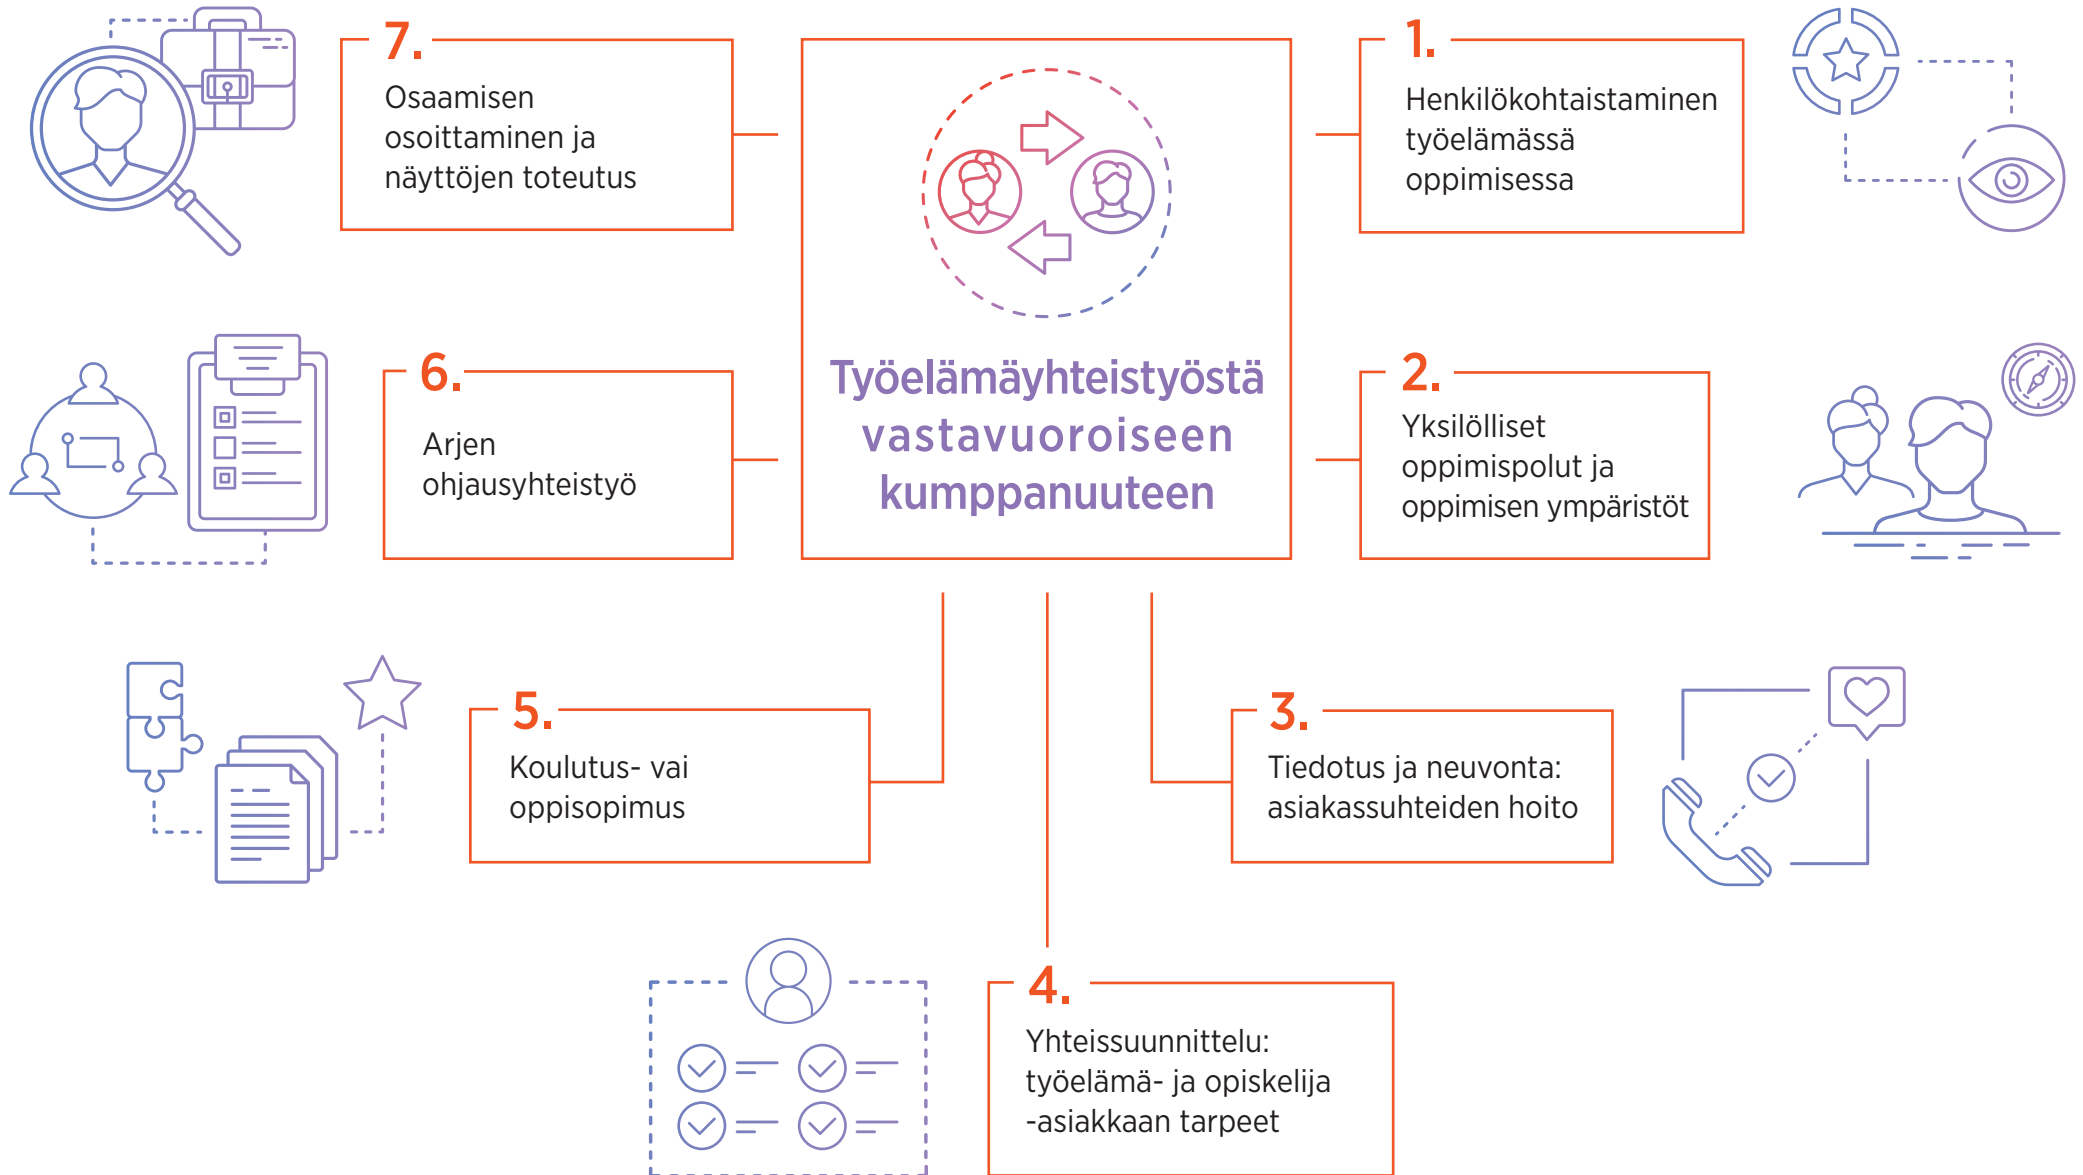 Työelämäyhteistyöstä
vastavuoroiseen
kumppanuuteen
1.
Henkilökohtaistaminen
työelämässä
oppimisessa
2.
Yksilölliset
oppimispolut ja
oppimisen ympäristöt
3.
Tiedotus ja neuvonta:
asiakassuhteiden hoito
4.
Yhteissuunnittelu:
työelämä- ja opiskelija
-asiakkaan tarpeet
5.
Koulutus- vai
oppisopimus
6.
Arjen
ohjausyhteistyö
7.
Osaamisen
osoittaminen ja
näyttöjen toteutus